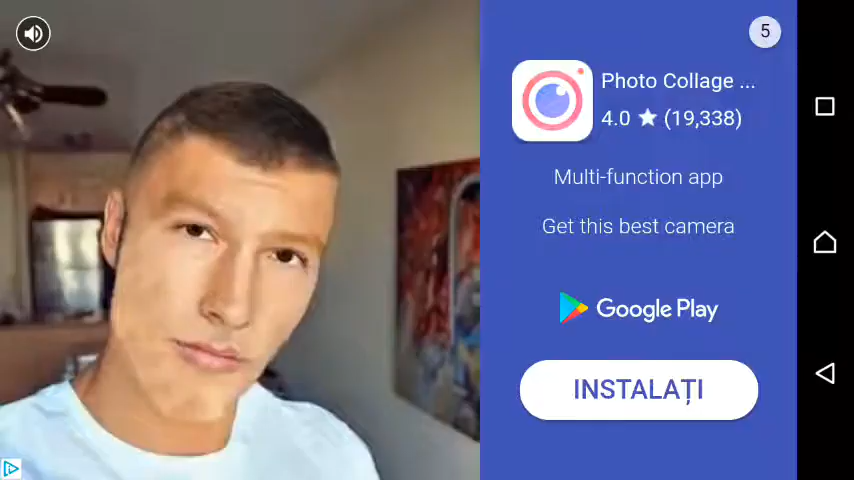 5
Photo Collage ...
4.0 ★ (19,338)
Multi-function app
Get this best camera
Google Play
INSTALAȚI